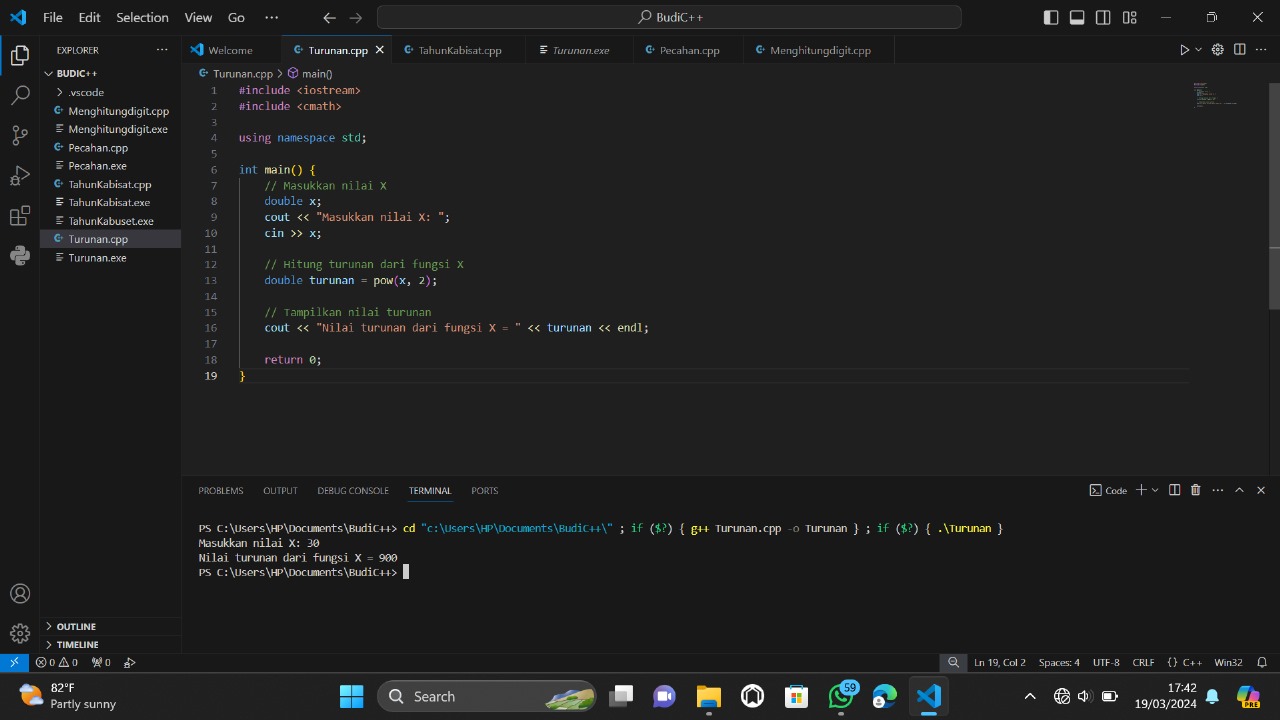 File Edit Selection View Go ··· BudiC++
EXPLORER ···
Welcome Turunan.cpp TahunKabisat.cpp Turunan.exe Pecahan.cpp Menghitungdigit.cpp
BUDIC++
.vscode
Menghitungdigit.cpp
Menghitungdigit.exe
Pecahan.cpp
Pecahan.exe
TahunKabisat.cpp
TahunKabisat.exe
TahunKabuset.exe
Turunan.cpp
Turunan.exe
OUTLINE
TIMELINE
Turunan.cpp > main()
1 #include <iostream>
2 #include <cmath>
3
4 using namespace std;
5
6 int main() {
7 // Masukkan nilai X
8 double x;
9 cout << "Masukkan nilai X: ";
10 cin >> x;
11
12 // Hitung turunan dari fungsi X
13 double turunan = pow(x, 2);
14
15 // Tampilkan nilai turunan
16 cout << "Nilai turunan dari fungsi X = " << turunan << endl;
17
18 return 0;
19 }
PROBLEMS OUTPUT DEBUG CONSOLE TERMINAL PORTS Code
PS C:\Users\HP\Documents\BudiC++> cd "c:\Users\HP\Documents\BudiC++\" ; if ($?) { g++ Turunan.cpp -o Turunan } ; if ($?) { .\Turunan }
Masukkan nilai X: 30
Nilai turunan dari fungsi X = 900
PS C:\Users\HP\Documents\BudiC++>
0 0 0 Ln 19, Col 2 Spaces: 4 UTF-8 CRLF {} C++ Win32
82°F
Partly sunny
Search
59
17:42
19/03/2024
PRE